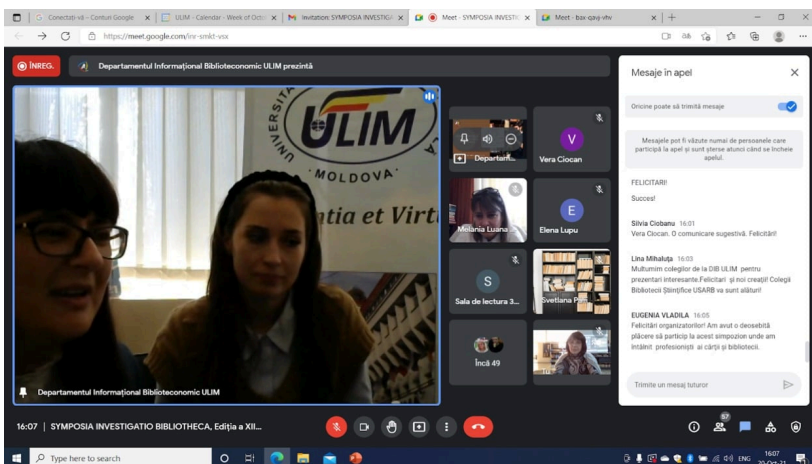 Conectați-vă – Conturi Google
ULIM - Calendar - Week of Octo
Invitation: SYMPOSIA INVESTIGA
Meet - SYMPOSIA INVESTI
Meet - bax-qavj-vhv
https://meet.google.com/inr-smkt-vsx
ÎNREG.
Departamentul Informațional Biblioteconomic ULIM prezintă
ULIM
MOLDOVA
Departamentul Informațional Biblioteconomic ULIM
Departam...
Vera Ciocan
V
Melania Luana
Elena Lupu
E
S
Sala de lectura 3...
Svetlana
Încă 49
Mesaje în apel
Oricine poate să trimită mesaje
Mesajele pot fi văzute numai de persoanele care
participă la apel și sunt șterse atunci când se încheie
apelul.
FELICITARI!
Succes!
Silvia Ciobanu 16:01
Vera Ciocan. O comunicare sugestivă. Felicitări!
Lina Mihaluța 16:03
Multumim colegilor de la DIB ULIM pentru
prezentari interesante.Felicitari și noi creații! Colegii
Bibliotecii Științifice USARB va sunt alături!
EUGENIA VLADILA 16:05
Felicitări organizatorilor! Am avut o deosebită
plăcere să particip la acest simpozion unde am
întâlnit profesioniști ai cărții și bibliotecii.
Trimite un mesaj tuturor
16:07 | SYMPOSIA INVESTIGATIO BIBLIOTHECA, Ediția a XII...
57
Type here to search
ENG
16:07
20-Oct-21